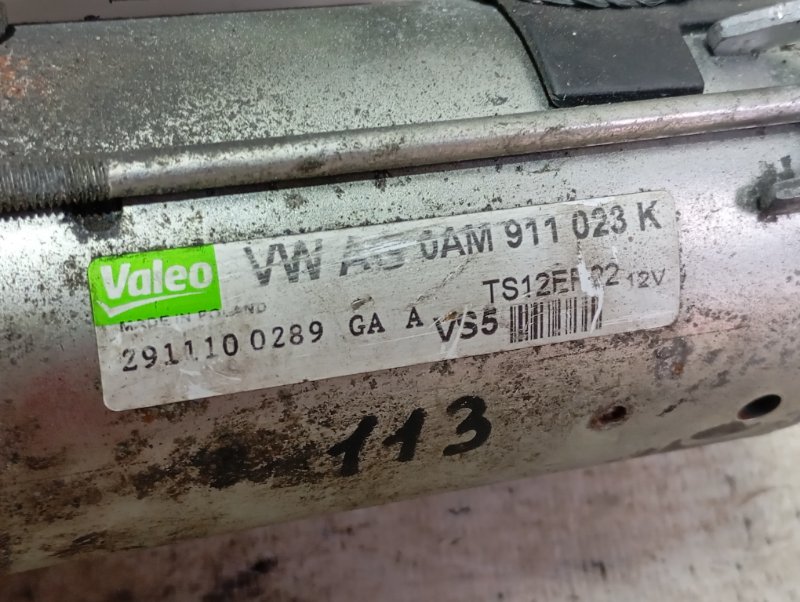 Valeo VW AG 0AM 911 023 K
MADE IN POLAND TS12ER22 12V
2911100289 GA A VS5
113